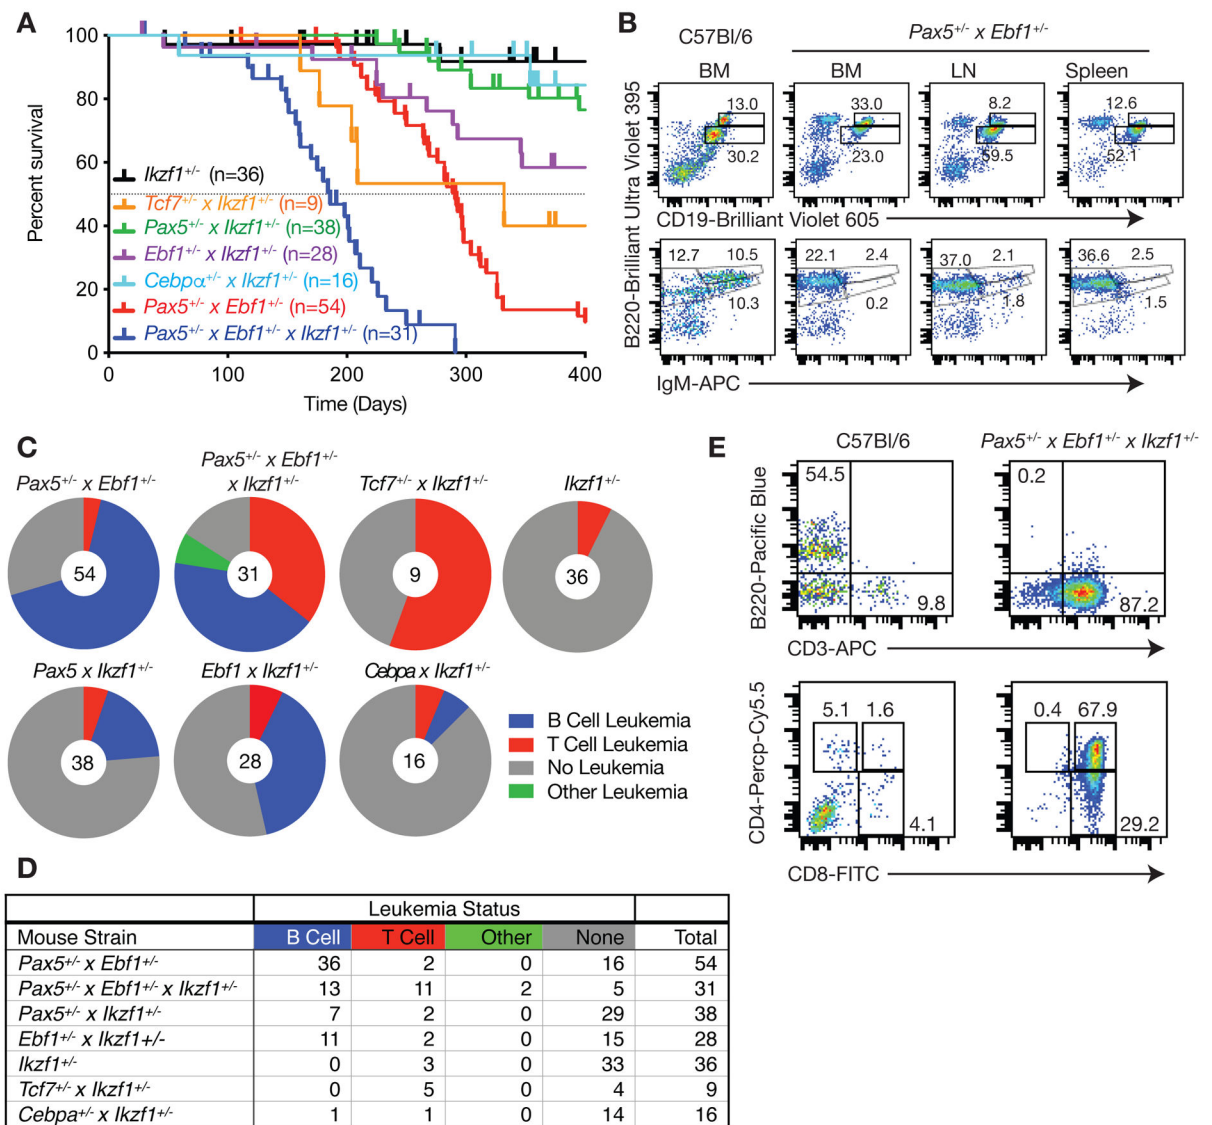 A
100
80
60
40
20
0
Percent survival
Ikzf1+/- (n=36)
Tcf7+/- x Ikzf1+/- (n=9)
Pax5+/- x Ikzf1+/- (n=38)
Ebf1+/- x Ikzf1+/- (n=28)
Cebpα+/- x Ikzf1+/- (n=16)
Pax5+/- x Ebf1+/- (n=54)
Pax5+/- x Ebf1+/- x Ikzf1+/- (n=31)
0 100 200 300 400
Time (Days)
B
C57Bl/6 Pax5+/- x Ebf1+/-
BM BM LN Spleen
B220-Brilliant Ultra Violet 395
13.0 33.0 8.2 12.6
30.2 23.0 59.5 52.1
CD19-Brilliant Violet 605
12.7 10.5 22.1 2.4 37.0 2.1 36.6 2.5
10.3 0.2 1.8 1.5
IgM-APC
C
Pax5+/- x Ebf1+/-
54
Pax5+/- x Ebf1+/-
x Ikzf1+/-
31
Tcf7+/- x Ikzf1+/-
9
Ikzf1+/-
36
Pax5 x Ikzf1+/-
38
Ebf1 x Ikzf1+/-
28
Cebpa x Ikzf1+/-
16
B Cell Leukemia
T Cell Leukemia
No Leukemia
Other Leukemia
D
Leukemia Status
Mouse Strain B Cell T Cell Other None Total
Pax5+/- x Ebf1+/- 36 2 0 16 54
Pax5+/- x Ebf1+/- x Ikzf1+/- 13 11 2 5 31
Pax5+/- x Ikzf1+/- 7 2 0 29 38
Ebf1+/- x Ikzf1+/- 11 2 0 15 28
Ikzf1+/- 0 3 0 33 36
Tcf7+/- x Ikzf1+/- 0 5 0 4 9
Cebpa+/- x Ikzf1+/- 1 1 0 14 16
E
C57Bl/6 Pax5+/- x Ebf1+/- x Ikzf1+/-
B220-Pacific Blue
54.5 0.2
9.8 87.2
CD3-APC
CD4-Percp-Cy5.5
5.1 1.6 0.4 67.9
4.1 29.2
CD8-FITC